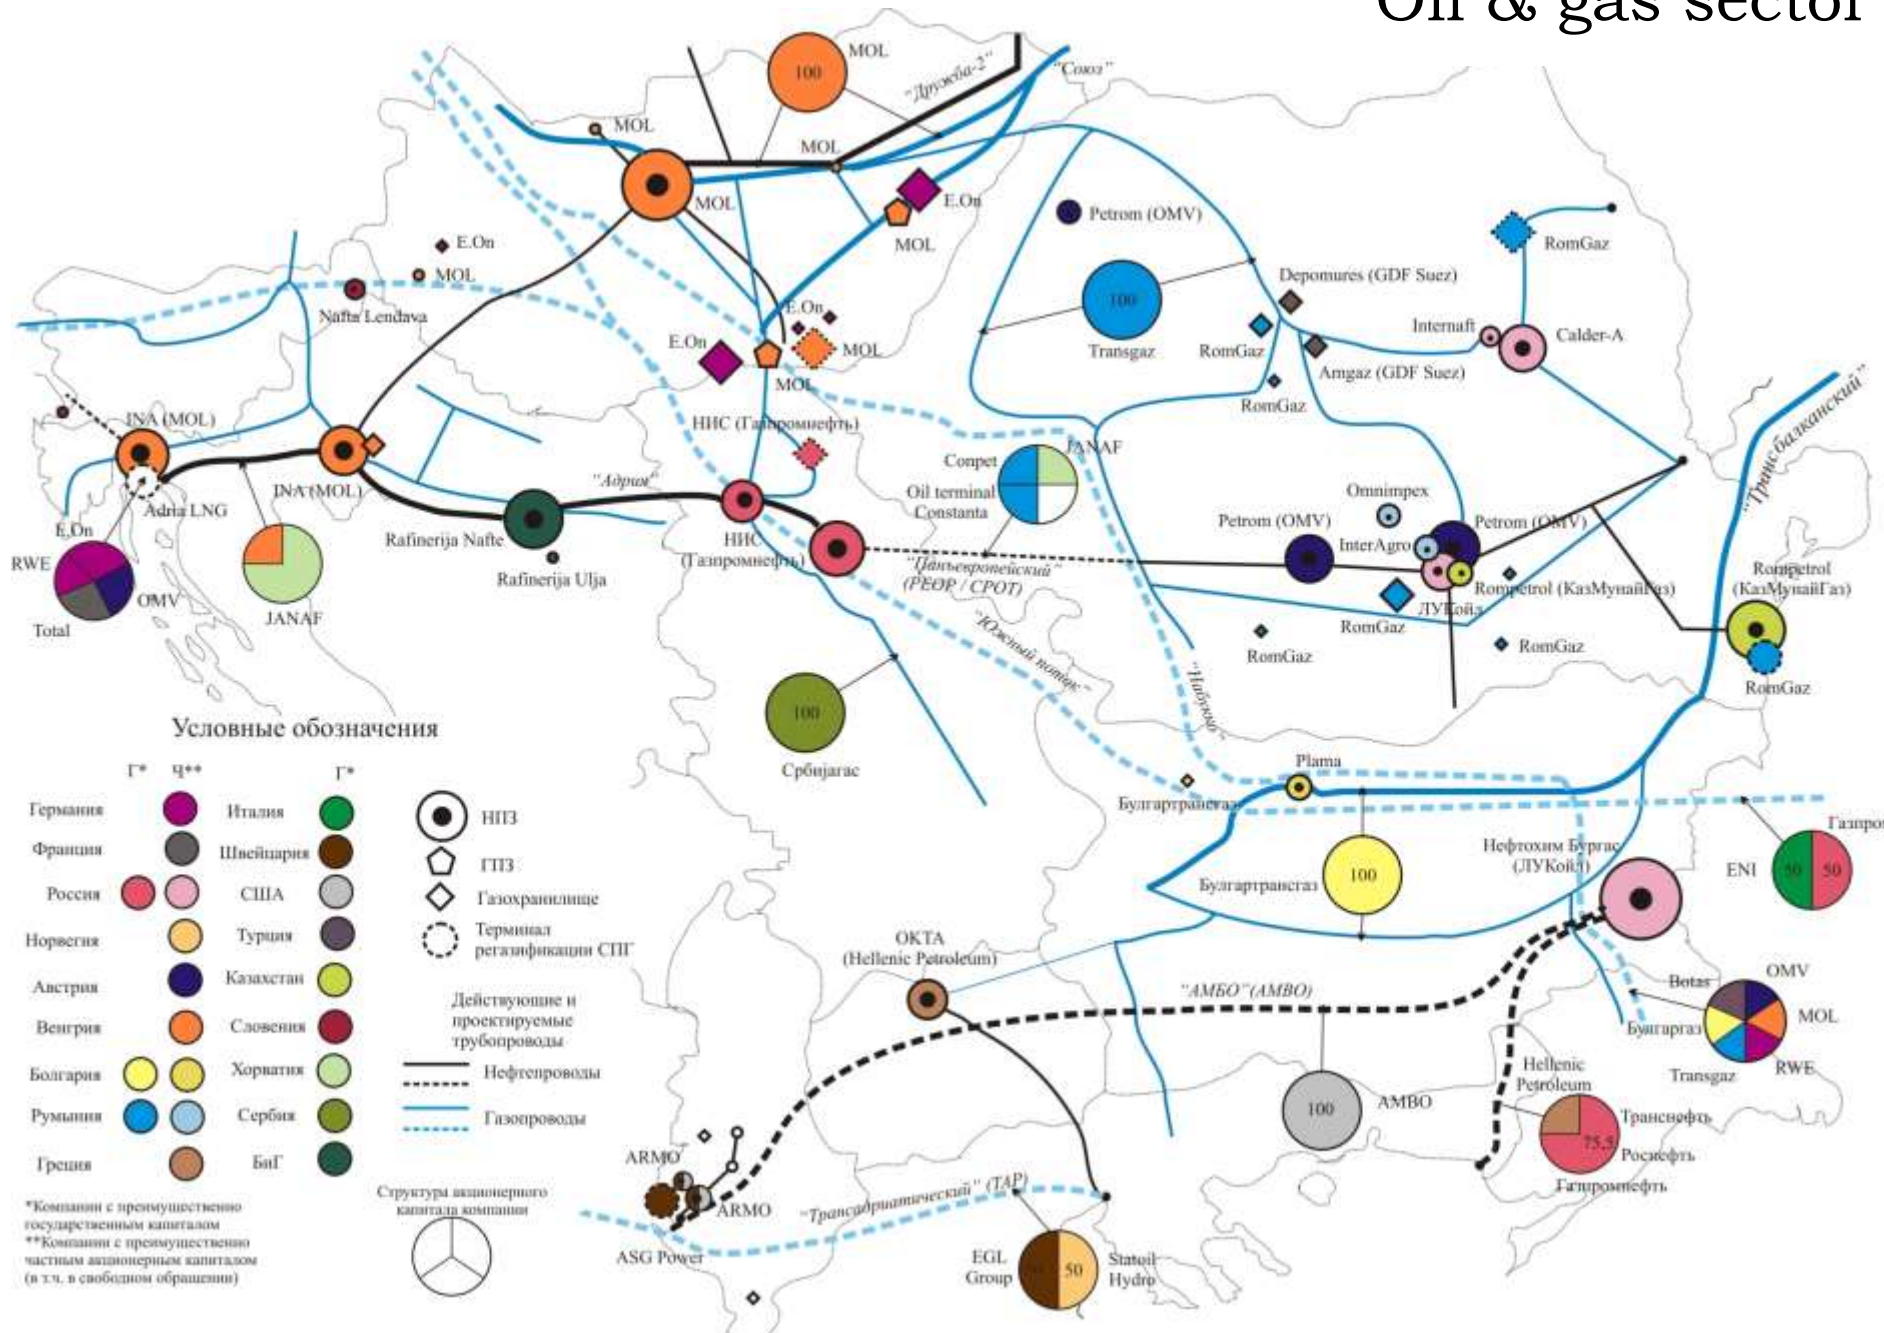 Oil & gas sector
MOL
100
"Дружба-2"
"Союз"
MOL
MOL
MOL
E.On
MOL
Petrom (OMV)
RomGaz
E.On
MOL
Nafta Lendava
Depomures (GDF Suez)
100
Transgaz
E.On
E.On
MOL
MOL
RomGaz
Internaft
Calder-A
Amgaz (GDF Suez)
RomGaz
"Трансбалканский"
INA (MOL)
НИС (Газпромнефть)
JANAF
Conpet
Oil terminal
Constanta
INA (MOL)
Adria LNG
"Адрия"
Omnimpex
Petrom (OMV)
Petrom (OMV)
InterAgro
E.On
RWE
OMV
Total
JANAF
Rafinerija Nafte
Rafinerija Ulja
НИС
(Газпромнефть)
"Панъевропейский"
(PEOP / CPOT)
Rompetrol (КазМунайГаз)
ЛУКойл
RomGaz
RomGaz
RomGaz
Rompetrol
(КазМунайГаз)
RomGaz
"Южный поток"
"Набукко"
100
Србијагас
Plama
Булгартрансгаз
Булгартрансгаз
100
Нефтохим Бургас
(ЛУКойл)
ENI
50
50
Условные обозначения
Г*
Ч**
Г*
Германия
Италия
Франция
Швейцария
Россия
США
Норвегия
Турция
Австрия
Казахстан
Венгрия
Словения
Болгария
Хорватия
Румыния
Сербия
Греция
БиГ
НПЗ
ГПЗ
Газохранилище
Терминал
регазификации СПГ
Действующие и
проектируемые
трубопроводы
Нефтепроводы
Газопроводы
Структура акционерного
капитала компании
*Компании с преимущественно
государственным капиталом
**Компании с преимущественно
частным акционерным капиталом
(в т.ч. в свободном обращении)
ОКТА
(Hellenic Petroleum)
"АМБО"(AMBO)
100
АМВО
Botas
OMV
MOL
RWE
Transgaz
Булгаргаз
Hellenic
Petroleum
Транснефть
75,5
Роснефть
Газпромнефть
ARMO
ARMO
ASG Power
"Трансадриатический" (TAP)
EGL
Group
50
Statoil
Hydro